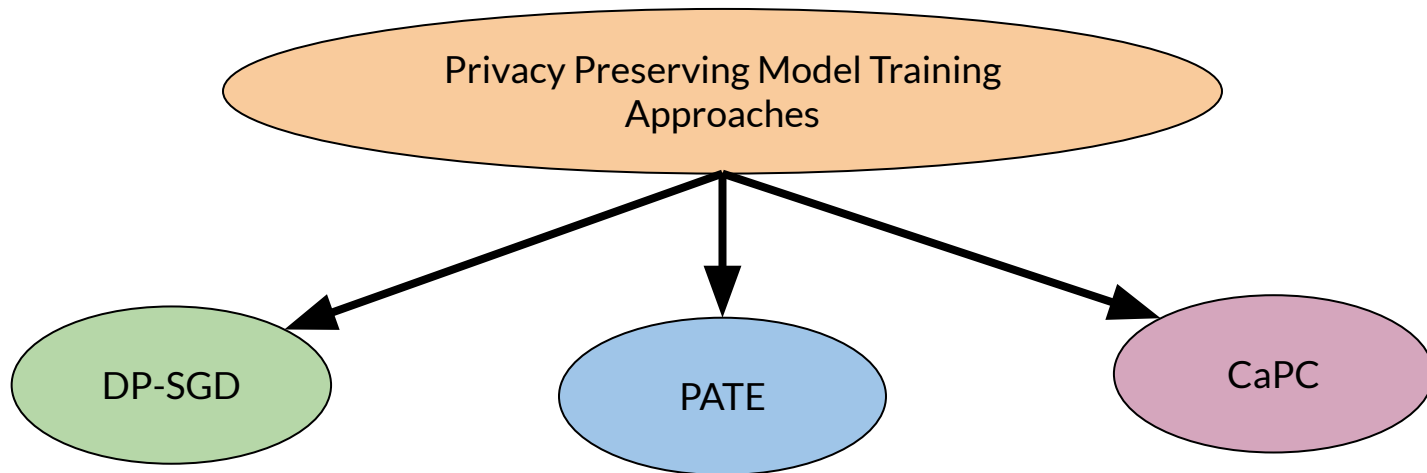 Privacy Preserving Model Training
Approaches
DP-SGD
PATE
CaPC